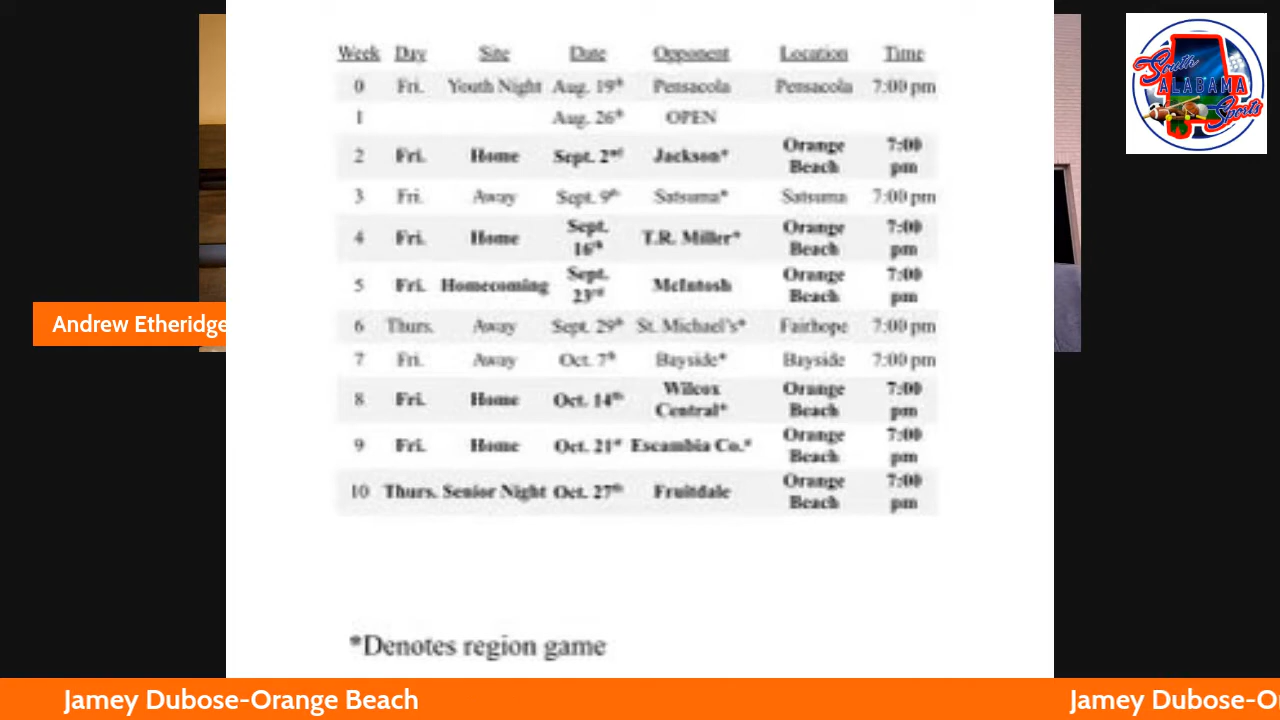 Week Day Site Date Opponent Location Time
0 Fri. Youth Night Aug. 19th Pensacola Pensacola 7:00 pm
1 Aug. 26th OPEN
2 Fri. Home Sept. 2nd Jackson* Orange Beach 7:00 pm
3 Fri. Away Sept. 9th Satsuma* Satsuma 7:00 pm
4 Fri. Home Sept. 16th T.R. Miller* Orange Beach 7:00 pm
5 Fri. Homecoming Sept. 23rd McIntosh Orange Beach 7:00 pm
6 Thurs. Away Sept. 29th St. Michael's* Fairhope 7:00 pm
7 Fri. Away Oct. 7th Bayside* Bayside 7:00 pm
8 Fri. Home Oct. 14th Wilcox Central* Orange Beach 7:00 pm
9 Fri. Home Oct. 21st Escambia Co.* Orange Beach 7:00 pm
10 Thurs. Senior Night Oct. 27th Fruitdale Orange Beach 7:00 pm
*Denotes region game
South
ALABAMA
Sports
Andrew Etheridge
Jamey Dubose-Orange Beach
Jamey Dubose-O